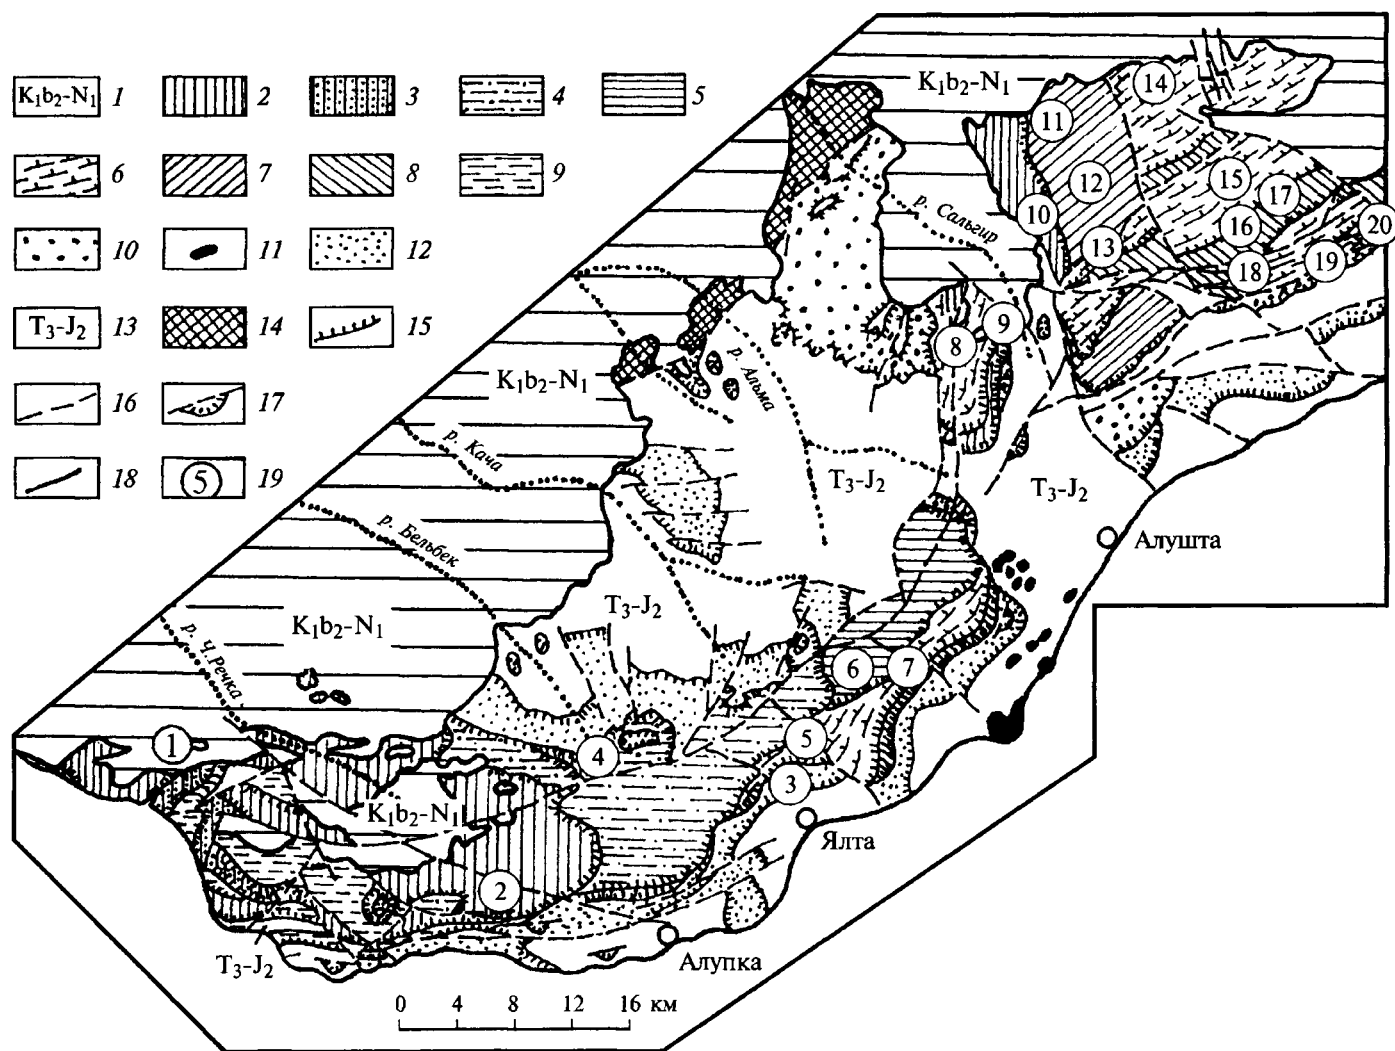 K₁b₂-N₁ 1 2 3 4 5
6 7 8 9
10 11 12
T₃-J₂ 13 14 15
16 17
18 5 19
K₁b₂-N₁
14
11
12
15
17
10
16
20
13
18
19
р. Сальгир
9
8
р. Альма
K₁b₂-N₁
р. Кача
T₃-J₂
T₃-J₂
Алушта
р. Бельбек
T₃-J₂
K₁b₂-N₁
р. Ч.Речка
6
7
1
4
5
3
K₁b₂-N₁
Ялта
2
T₃-J₂
Алупка
0 4 8 12 16 км